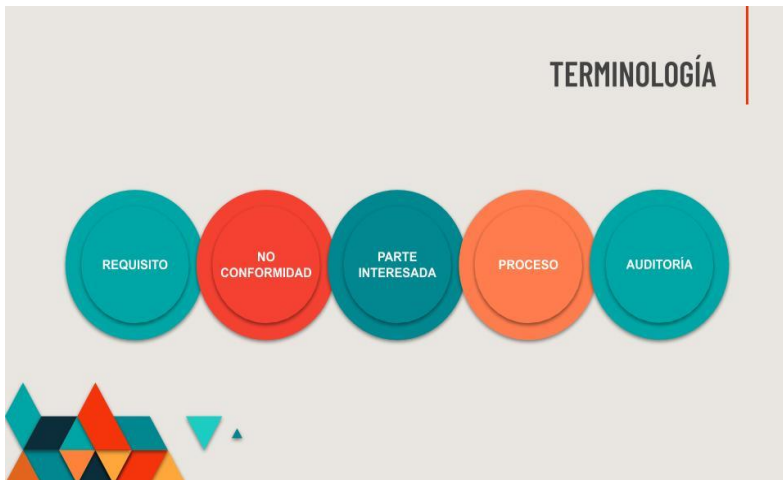 TERMINOLOGÍA
REQUISITO
NO
CONFORMIDAD
PARTE
INTERESADA
PROCESO
AUDITORÍA